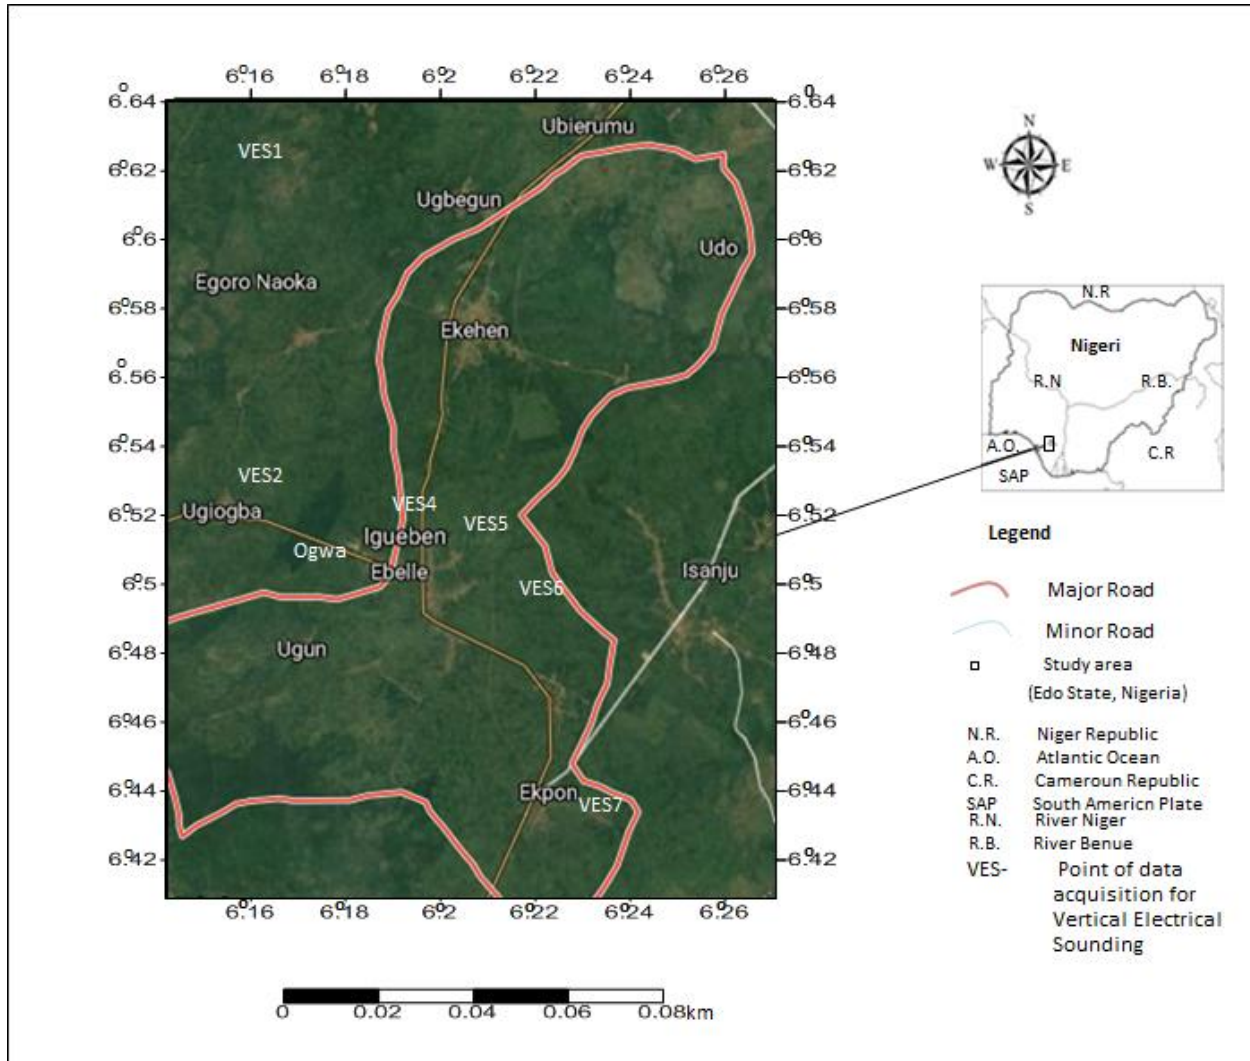 6.16 6.18 6.2 6.22 6.24 6.26
6.64 6.64
Ubierumu
N
VES1
6.62 6.62
W E
Ugbegun
S
6.6 Udo 6.6
Egoro Naoka
N.R
6.58 6.58
Ekehen
Nigeri
6.56 6.56
R.N R.B.
6.54 6.54
A.O. C.R
VES2
SAP
VES4
Ugiogba
6.52 VES5 6.52
Igueben
Legend
Ogwa
Ebelle Isanju
6.5 VES6 6.5
Major Road
Minor Road
Ugun
6.48 6.48
Study area
(Edo State, Nigeria)
6.46 6.46
N.R. Niger Republic
A.O. Atlantic Ocean
C.R. Cameroun Republic
6.44 Ekpon 6.44
VES7
SAP South Americn Plate
R.N. River Niger
R.B. River Benue
6.42 6.42
VES- Point of data
acquisition for
Vertical Electrical
Sounding
6.16 6.18 6.2 6.22 6.24 6.26
0 0.02 0.04 0.06 0.08km